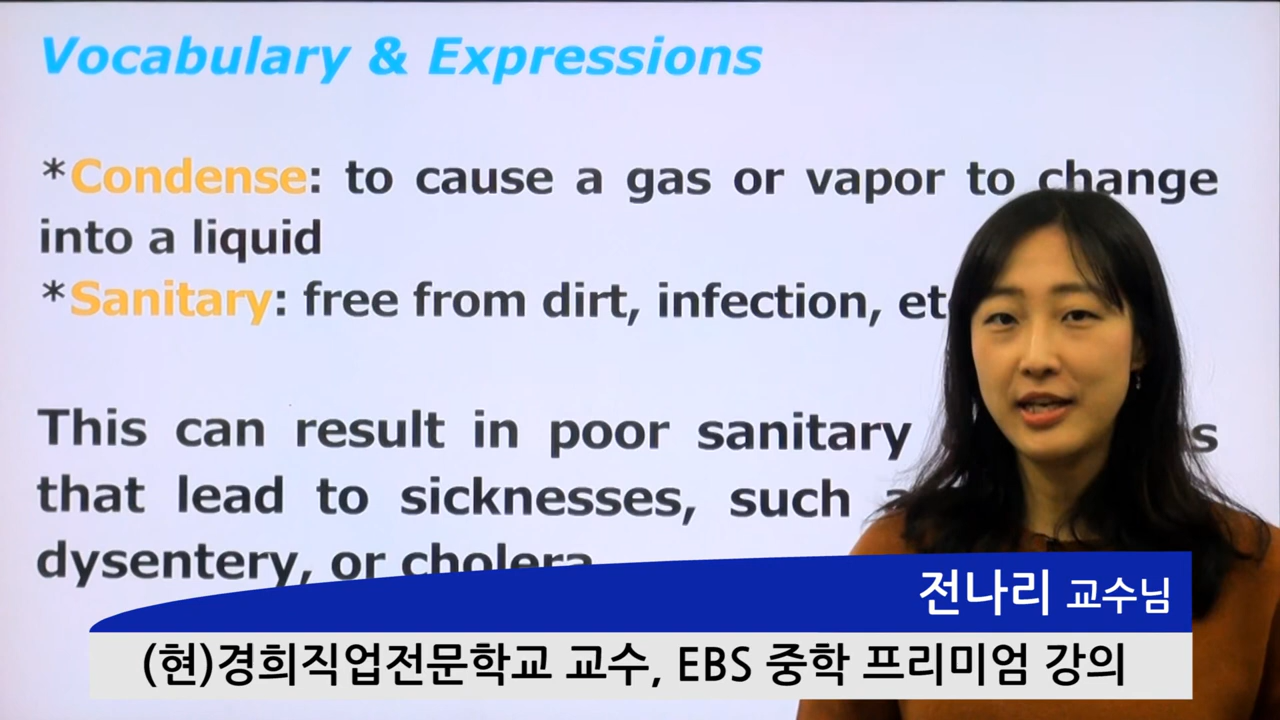 Vocabulary & Expressions
*Condense: to cause a gas or vapor to change
into a liquid
*Sanitary: free from dirt, infection,
This can result in poor sanitary
that lead to sicknesses, such
dysentery, or cholera
전나리 교수님
(현)경희직업전문학교 교수, EBS 중학 프리미엄 강의